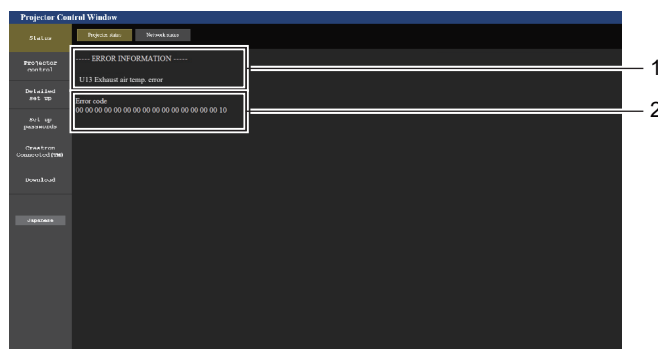 Projector Control Window
Status
Projector status
Network status
Projector control
Detailed set up
Set up passwords
Crestron Connected(TM)
Download
Japanese
----- ERROR INFORMATION -----
U13 Exhaust air temp. error
Error code
00 00 00 00 00 00 00 00 00 00 00 00 00 00 00 10
1
2